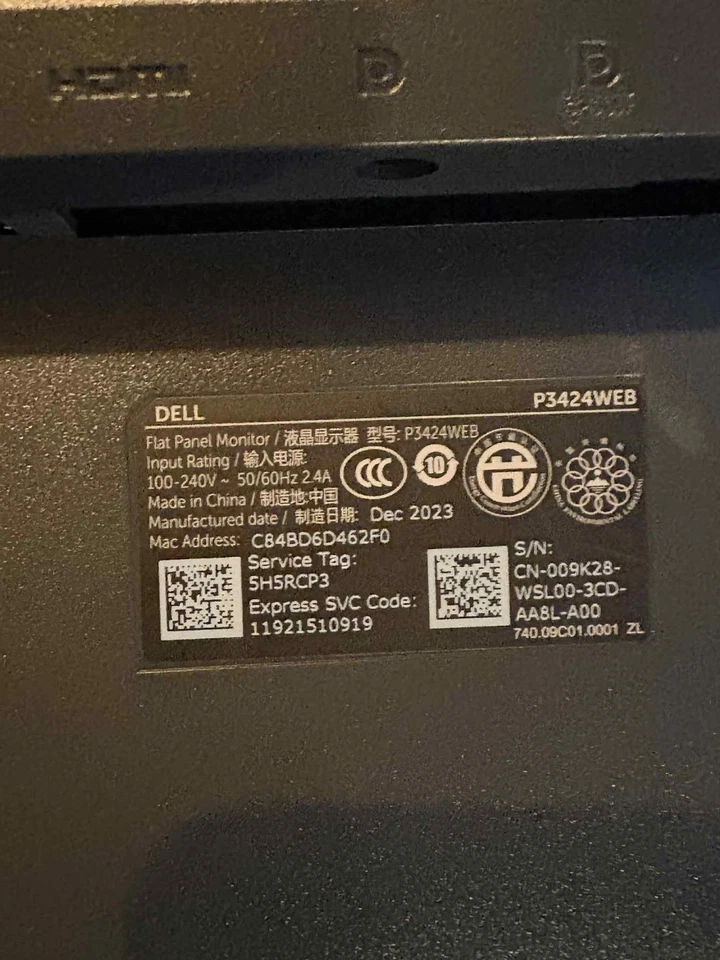 HDMI
DELL P3424WEB
Flat Panel Monitor / 液晶显示器 型号: P3424WEB
Input Rating / 输入电源:
100-240V ~ 50/60Hz 2.4A
Made in China / 制造地:中国
Manufactured date / 制造日期: Dec 2023
Mac Address: C84BD6D462F0
CCC
10
Service Tag:
5H5RCP3
Express SVC Code:
11921510919
S/N:
CN-009K28-
WSL00-3CD-
AA8L-A00
740.09C01.0001 ZL